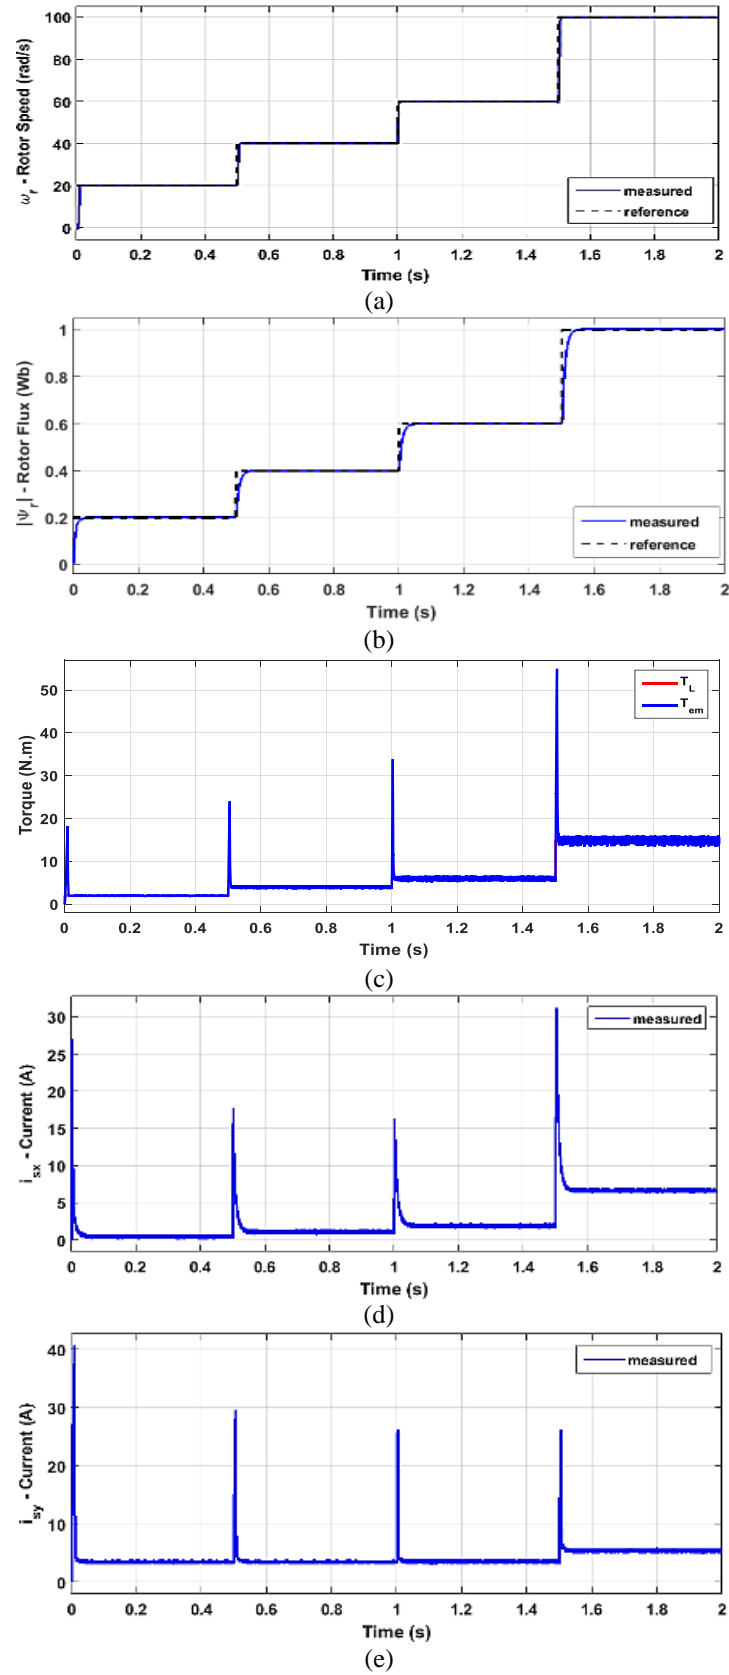 ω_r - Rotor Speed (rad/s)
100
80
60
40
20
0
measured
reference
0 0.2 0.4 0.6 0.8 1 1.2 1.4 1.6 1.8 2
Time (s)
(a)
|Ψ_r| - Rotor Flux (Wb)
1
0.8
0.6
0.4
0.2
0
measured
reference
0 0.2 0.4 0.6 0.8 1 1.2 1.4 1.6 1.8 2
Time (s)
(b)
Torque (N.m)
50
40
30
20
10
0
T_L
T_em
0 0.2 0.4 0.6 0.8 1 1.2 1.4 1.6 1.8 2
Time (s)
(c)
i_sx - Current (A)
30
25
20
15
10
5
0
measured
0 0.2 0.4 0.6 0.8 1 1.2 1.4 1.6 1.8 2
Time (s)
(d)
i_sy - Current (A)
40
30
20
10
0
measured
0 0.2 0.4 0.6 0.8 1 1.2 1.4 1.6 1.8 2
Time (s)
(e)